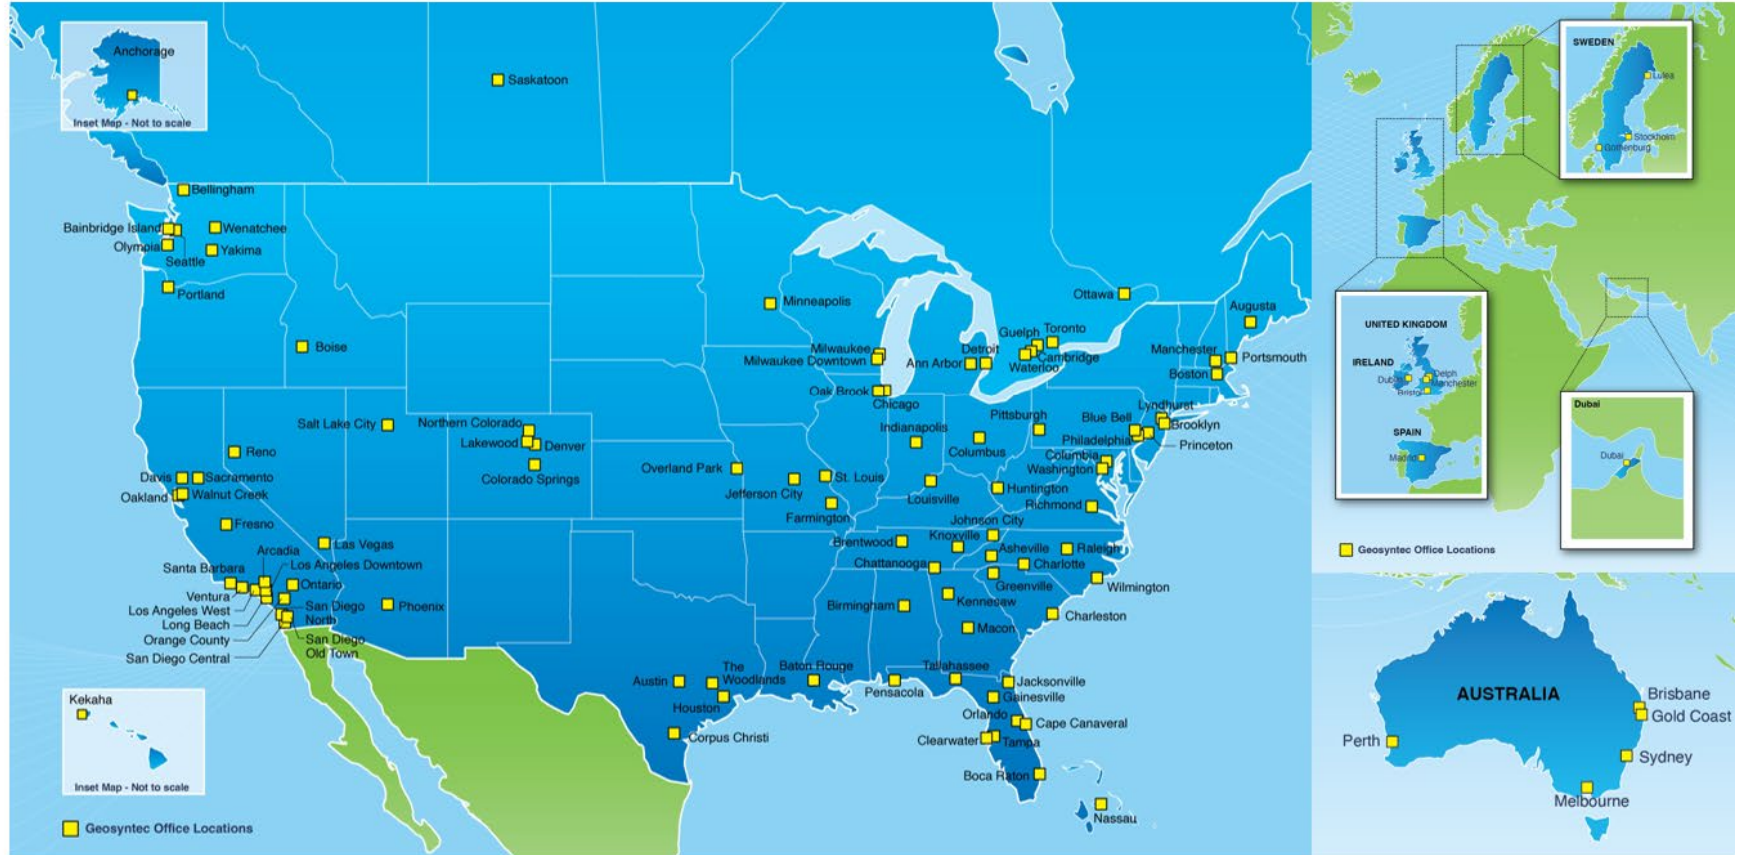 Anchorage
Inset Map - Not to scale
Saskatoon
Bellingham
Bainbridge Island
Wenatchee
Olympia
Yakima
Seattle
Portland
Boise
Minneapolis
Ottawa
Augusta
Milwaukee
Milwaukee Downtown
Ann Arbor
Detroit
Guelph
Toronto
Cambridge
Waterloo
Manchester
Portsmouth
Boston
Oak Brook
Chicago
Salt Lake City
Northern Colorado
Lakewood
Denver
Colorado Springs
Indianapolis
Columbus
Pittsburgh
Blue Bell
Lyndhurst
Brooklyn
Philadelphia
Princeton
Columbia
Washington
Reno
Davis
Sacramento
Oakland
Walnut Creek
Fresno
Overland Park
Jefferson City
St. Louis
Farmington
Louisville
Huntington
Richmond
Las Vegas
Arcadia
Los Angeles Downtown
Santa Barbara
Ontario
Ventura
Los Angeles West
Long Beach
Orange County
San Diego Central
San Diego
North
San Diego
Old Town
Phoenix
Johnson City
Brentwood
Knoxville
Asheville
Raleigh
Chattanooga
Charlotte
Greenville
Wilmington
Birmingham
Kennesaw
Charleston
Macon
Austin
The
Woodlands
Houston
Corpus Christi
Baton Rouge
Pensacola
Tallahassee
Jacksonville
Gainesville
Orlando
Cape Canaveral
Clearwater
Tampa
Boca Raton
Nassau
Kekaha
Inset Map - Not to scale
Geosyntec Office Locations
SWEDEN
Lulea
Stockholm
Gothenburg
UNITED KINGDOM
IRELAND
Dublin
Delph
Manchester
Bristol
SPAIN
Madrid
Dubai
Dubai
Geosyntec Office Locations
AUSTRALIA
Brisbane
Gold Coast
Perth
Sydney
Melbourne